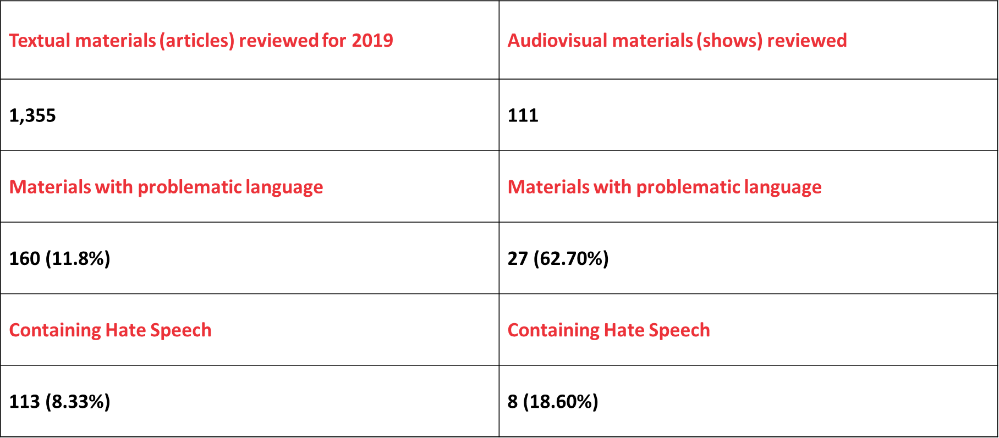 Textual materials (articles) reviewed for 2019
Audiovisual materials (shows) reviewed
1,355
111
Materials with problematic language
Materials with problematic language
160 (11.8%)
27 (62.70%)
Containing Hate Speech
Containing Hate Speech
113 (8.33%)
8 (18.60%)